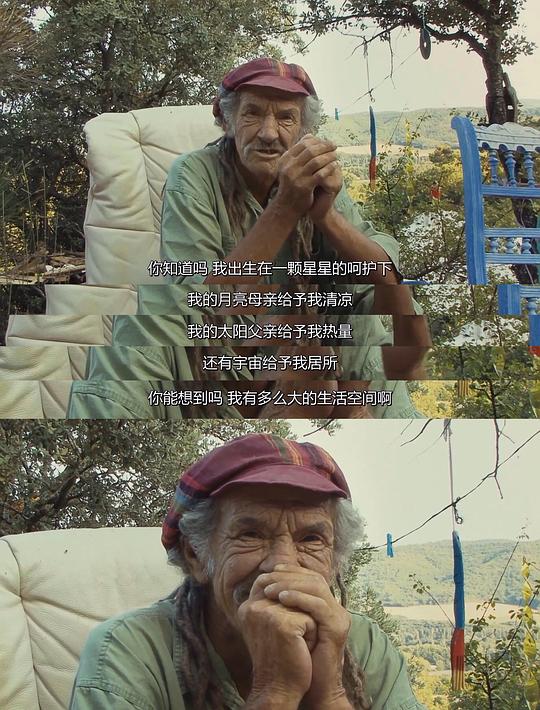 你知道吗 我出生在一颗星星的呵护下
我的月亮母亲给予我清凉
我的太阳父亲给予我热量
还有宇宙给予我居所
你能想到吗 我有多么大的生活空间啊